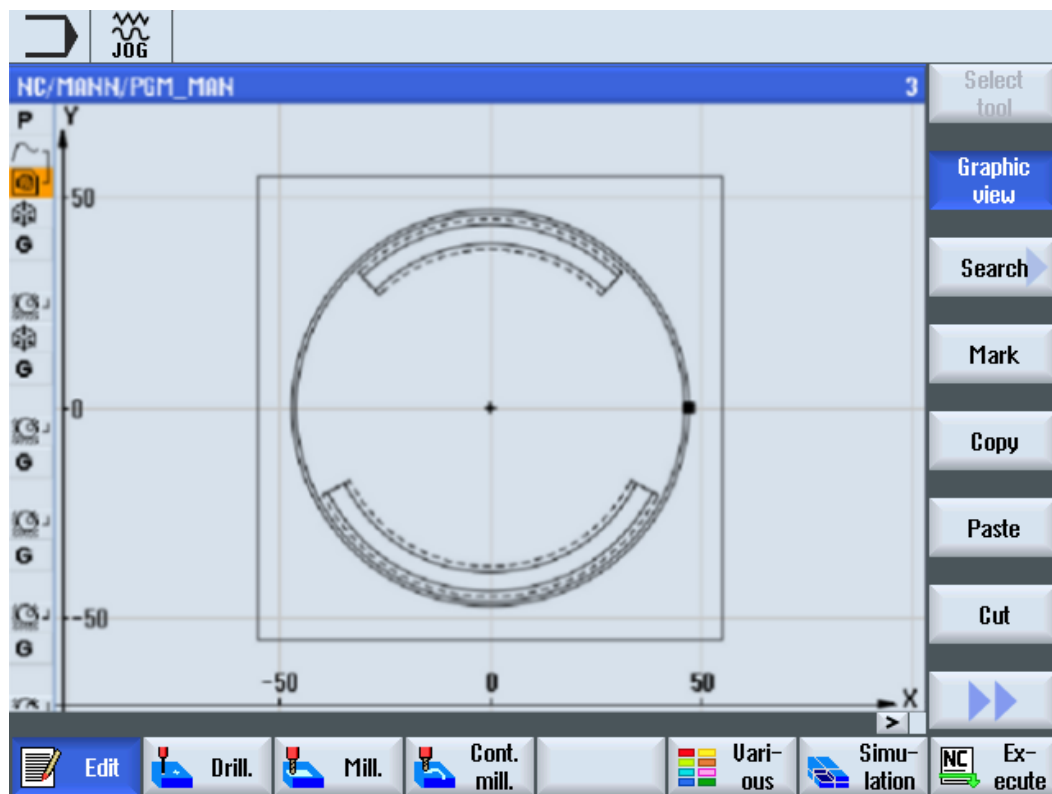 JOG
NC/MANN/PGM_MAN 3
Select
tool
P
Y
Graphic
view
50
G
Search
Mark
G
0
Copy
G
Paste
G
Cut
-50
G
-50 0 50 X
>
Edit
Drill.
Mill.
Cont.
mill.
Vari-
ous
Simu-
lation
NC
Ex-
ecute